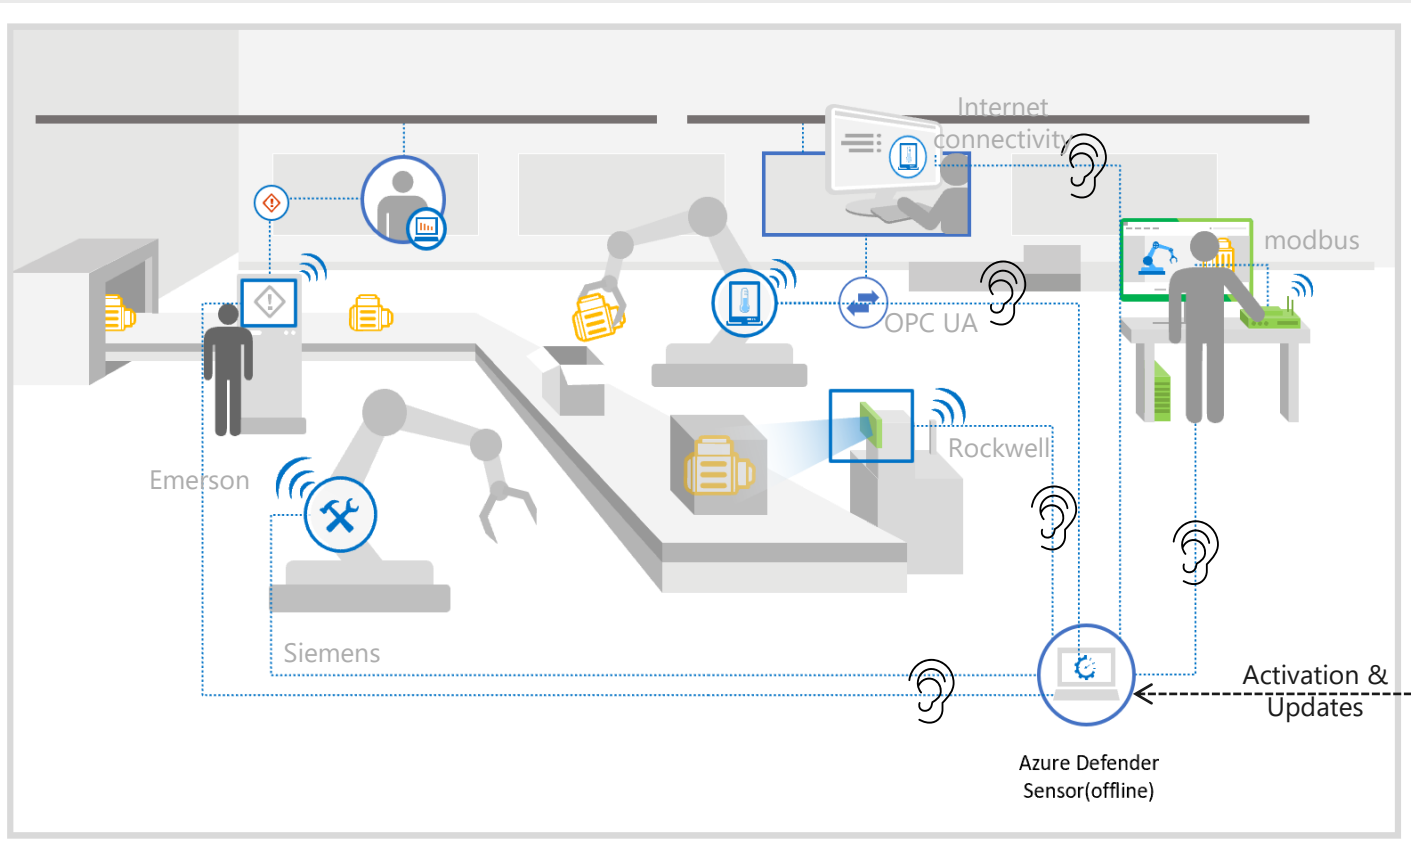 Internet
connectivity
modbus
OPC UA
Rockwell
Emerson
Siemens
Activation &
Updates
Azure Defender
Sensor(offline)